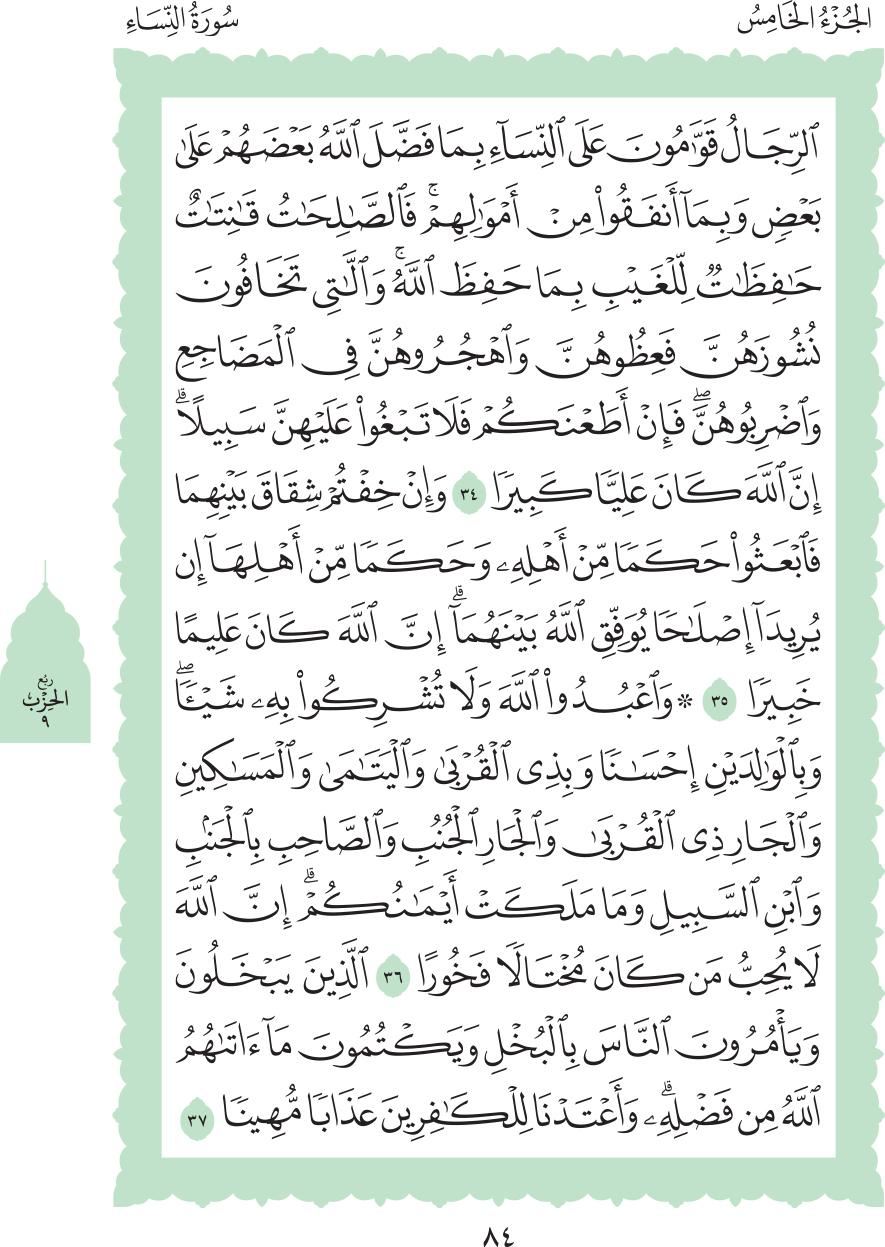 الجُزْءُ الخَامِسُ
سُورَةُ النِّسَاءِ
ٱلرِّجَالُ قَوَّٰمُونَ عَلَى ٱلنِّسَآءِ بِمَا فَضَّلَ ٱللَّهُ بَعۡضَهُمۡ عَلَىٰ
بَعۡضٖ وَبِمَآ أَنفَقُواْ مِنۡ أَمۡوَٰلِهِمۡۚ فَٱلصَّٰلِحَٰتُ قَٰنِتَٰتٌ
حَٰفِظَٰتٞ لِّلۡغَيۡبِ بِمَا حَفِظَ ٱللَّهُۚ وَٱلَّٰتِي تَخَافُونَ
نُشُوزَهُنَّ فَعِظُوهُنَّ وَٱهۡجُرُوهُنَّ فِي ٱلۡمَضَاجِعِ
وَٱضۡرِبُوهُنَّۖ فَإِنۡ أَطَعۡنَكُمۡ فَلَا تَبۡغُواْ عَلَيۡهِنَّ سَبِيلًاۗ
إِنَّ ٱللَّهَ كَانَ عَلِيّٗا كَبِيرٗا ٣٤ وَإِنۡ خِفۡتُمۡ شِقَاقَ بَيۡنِهِمَا
فَٱبۡعَثُواْ حَكَمٗا مِّنۡ أَهۡلِهِۦ وَحَكَمٗا مِّنۡ أَهۡلِهَآ إِن
يُرِيدَآ إِصۡلَٰحٗا يُوَفِّقِ ٱللَّهُ بَيۡنَهُمَآۗ إِنَّ ٱللَّهَ كَانَ عَلِيمًا
خَبِيرٗا ٣٥ ۞ وَٱعۡبُدُواْ ٱللَّهَ وَلَا تُشۡرِكُواْ بِهِۦ شَيۡـٔٗاۖ
وَبِٱلۡوَٰلِدَيۡنِ إِحۡسَٰنٗا وَبِذِي ٱلۡقُرۡبَىٰ وَٱلۡيَتَٰمَىٰ وَٱلۡمَسَٰكِينِ
وَٱلۡجَارِ ذِي ٱلۡقُرۡبَىٰ وَٱلۡجَارِ ٱلۡجُنُبِ وَٱلصَّاحِبِ بِٱلۡجَنۢبِ
وَٱبۡنِ ٱلسَّبِيلِ وَمَا مَلَكَتۡ أَيۡمَٰنُكُمۡۗ إِنَّ ٱللَّهَ
لَا يُحِبُّ مَن كَانَ مُخۡتَالٗا فَخُورًا ٣٦ ٱلَّذِينَ يَبۡخَلُونَ
وَيَأۡمُرُونَ ٱلنَّاسَ بِٱلۡبُخۡلِ وَيَكۡتُمُونَ مَآ ءَاتَىٰهُمُ
ٱللَّهُ مِن فَضۡلِهِۦۗ وَأَعۡتَدۡنَا لِلۡكَٰفِرِينَ عَذَابٗا مُّهِينٗا ٣٧
رُبُع
الحِزْبْ
٩
٨٤